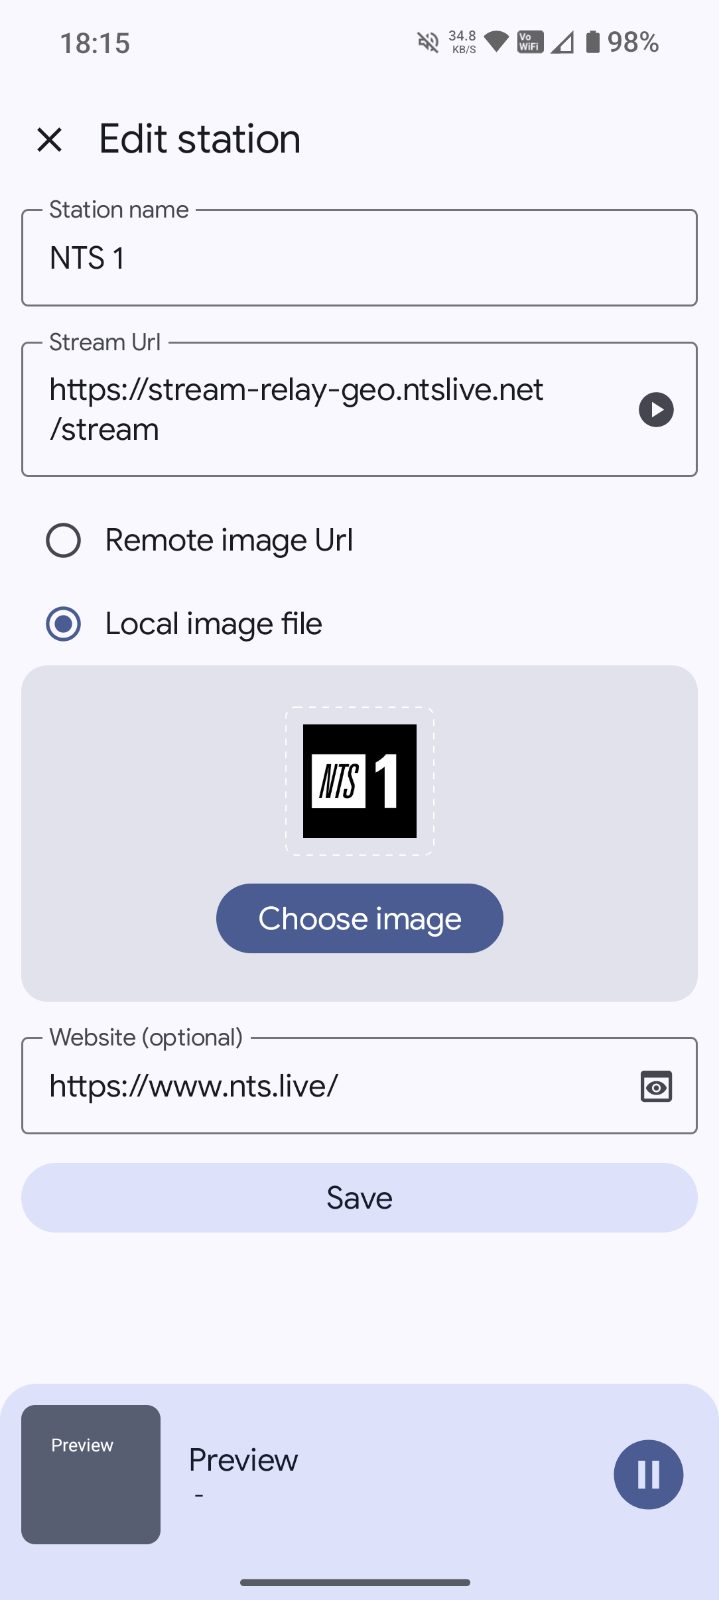 18:15
34.8
KB/S
Vo
WiFi
98%
Edit station
Station name
NTS 1
Stream Url
https://stream-relay-geo.ntslive.net
/stream
Remote image Url
Local image file
NTS 1
Choose image
Website (optional)
https://www.nts.live/
Save
Preview
Preview
-